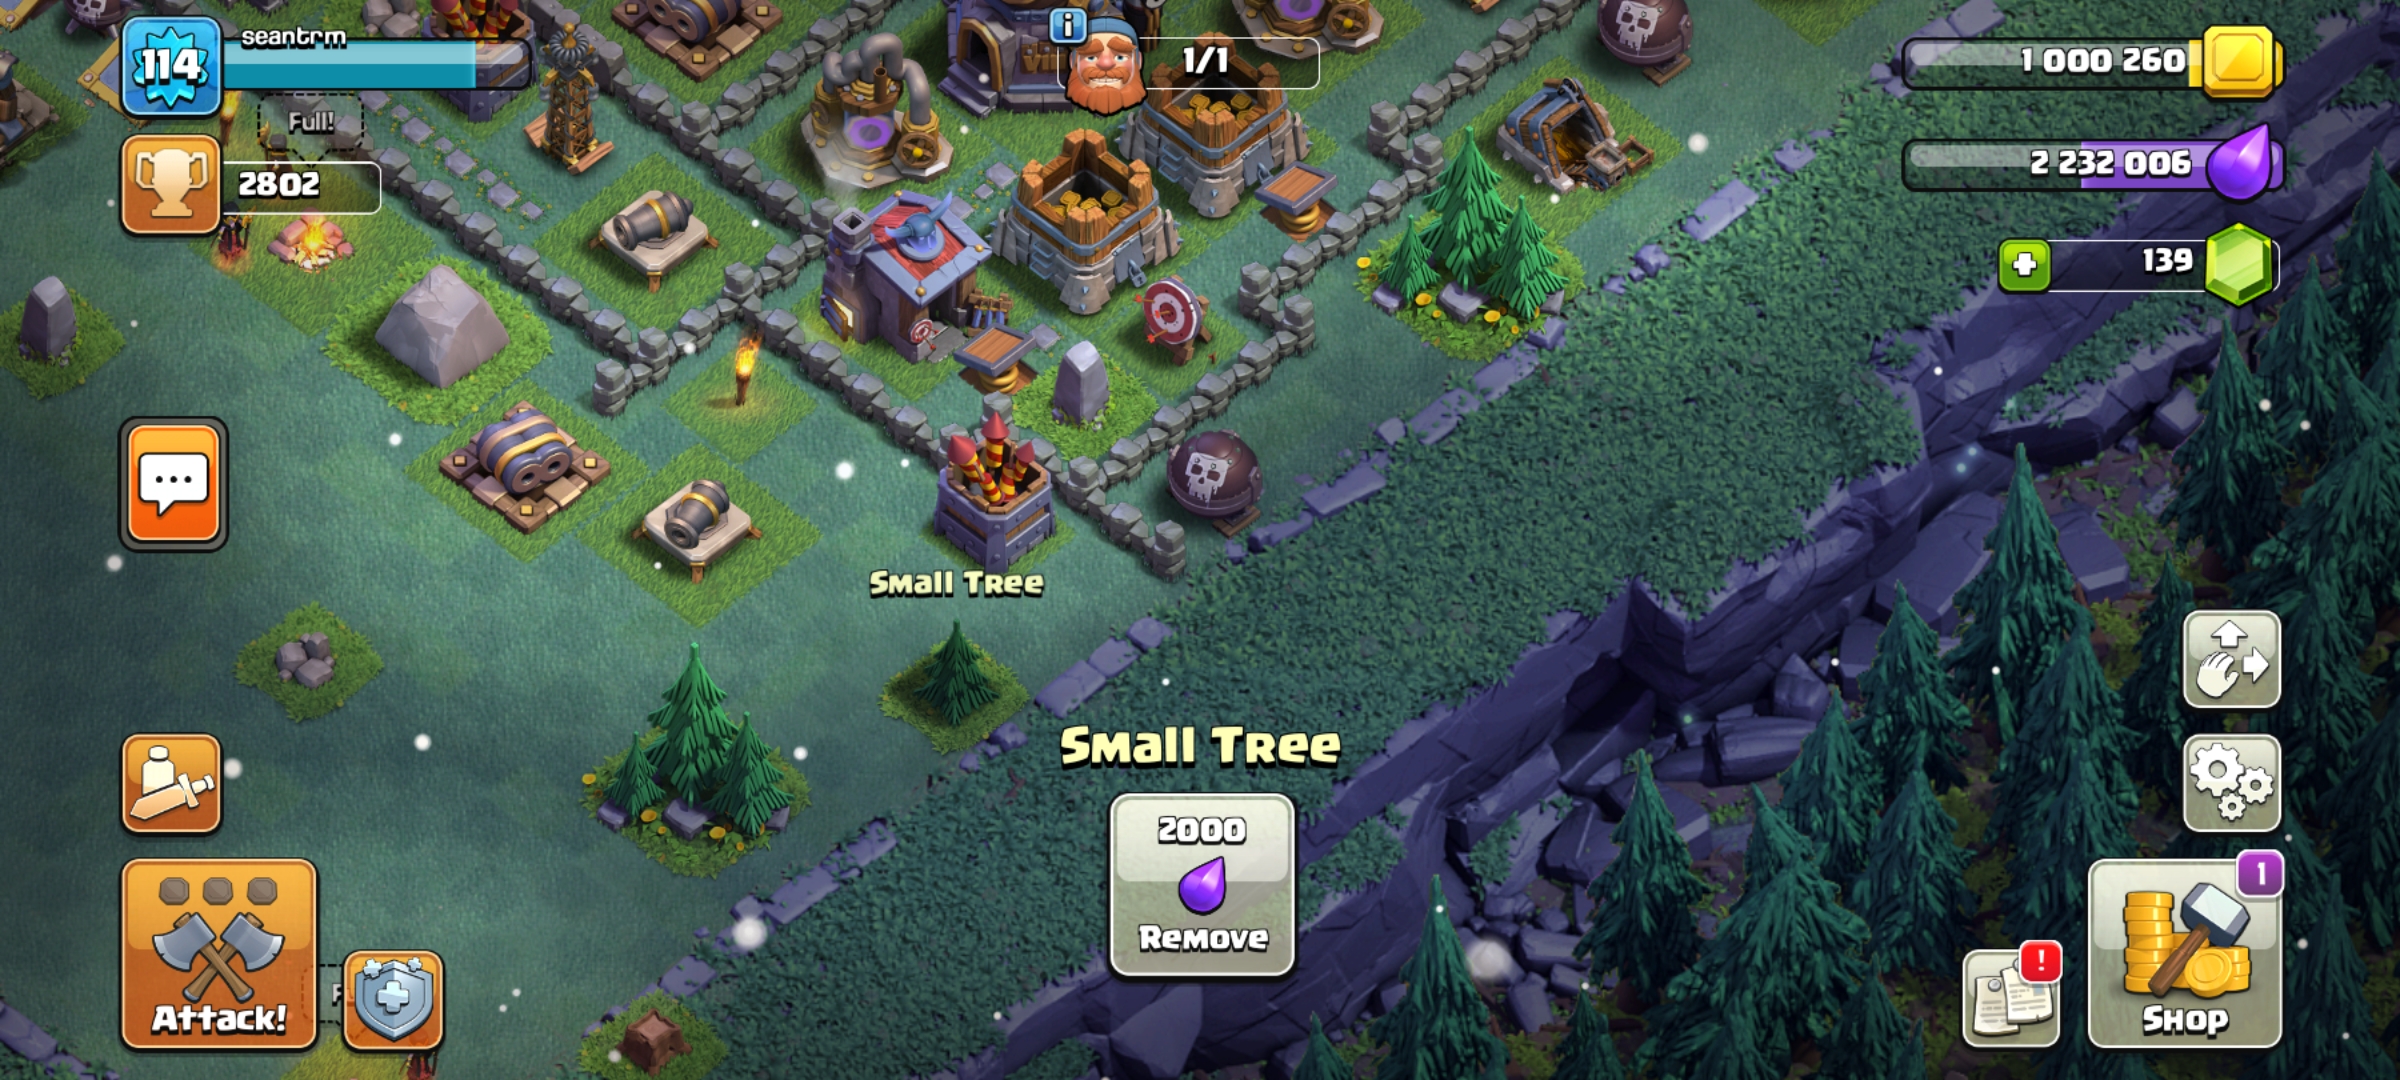 114
seantrm
1/1
1 000 260
Full!
2802
2 232 006
139
Small Tree
Small Tree
2000
Remove
1
!
Attack!
Shop